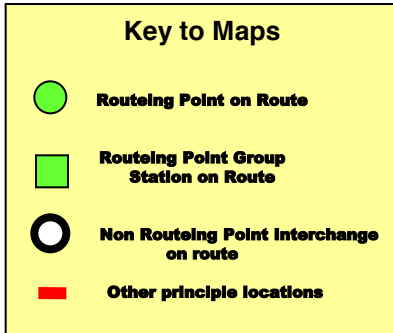 Key to Maps
Routeing Point on Route
Routeing Point Group
Station on Route
Non Routeing Point Interchange
on route
Other principle locations